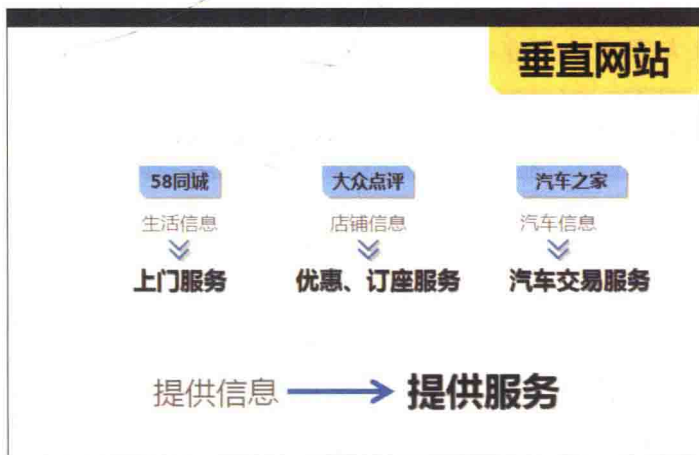 垂直网站
58同城 大众点评 汽车之家
生活信息 店铺信息 汽车信息
上门服务 优惠、订座服务 汽车交易服务
提供信息 提供服务